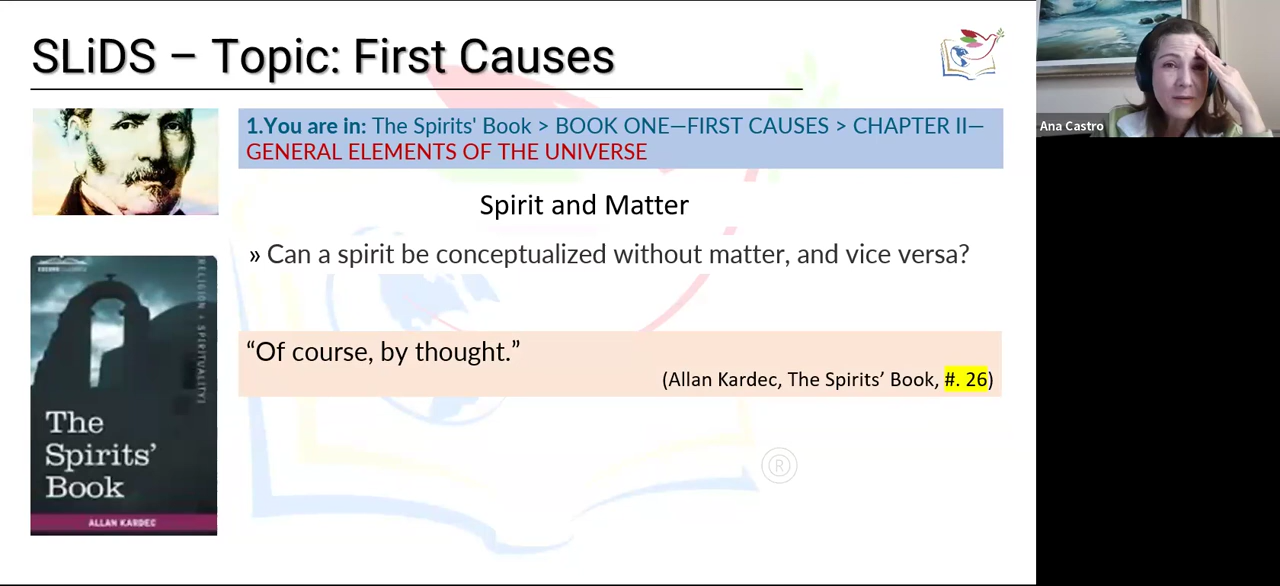 SLiDS – Topic: First Causes
Ana Castro
1.You are in: The Spirits' Book > BOOK ONE—FIRST CAUSES > CHAPTER II—
GENERAL ELEMENTS OF THE UNIVERSE
Spirit and Matter
» Can a spirit be conceptualized without matter, and vice versa?
“Of course, by thought.”
(Allan Kardec, The Spirits’ Book, #. 26)
RELIGION + SPIRITUALITY
The
Spirits’
Book
ALLAN KARDEC
®